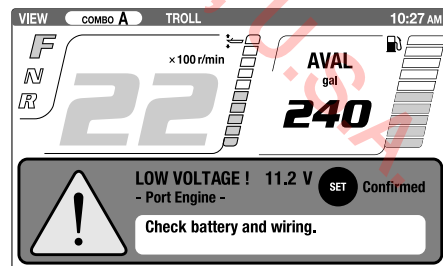 VIEW COMBO A TROLL 10:27 AM
F
N
R
×100 r/min
22
AVAL
gal
240
LOW VOLTAGE ! 11.2 V SET Confirmed
- Port Engine -
Check battery and wiring.
U.S.A.